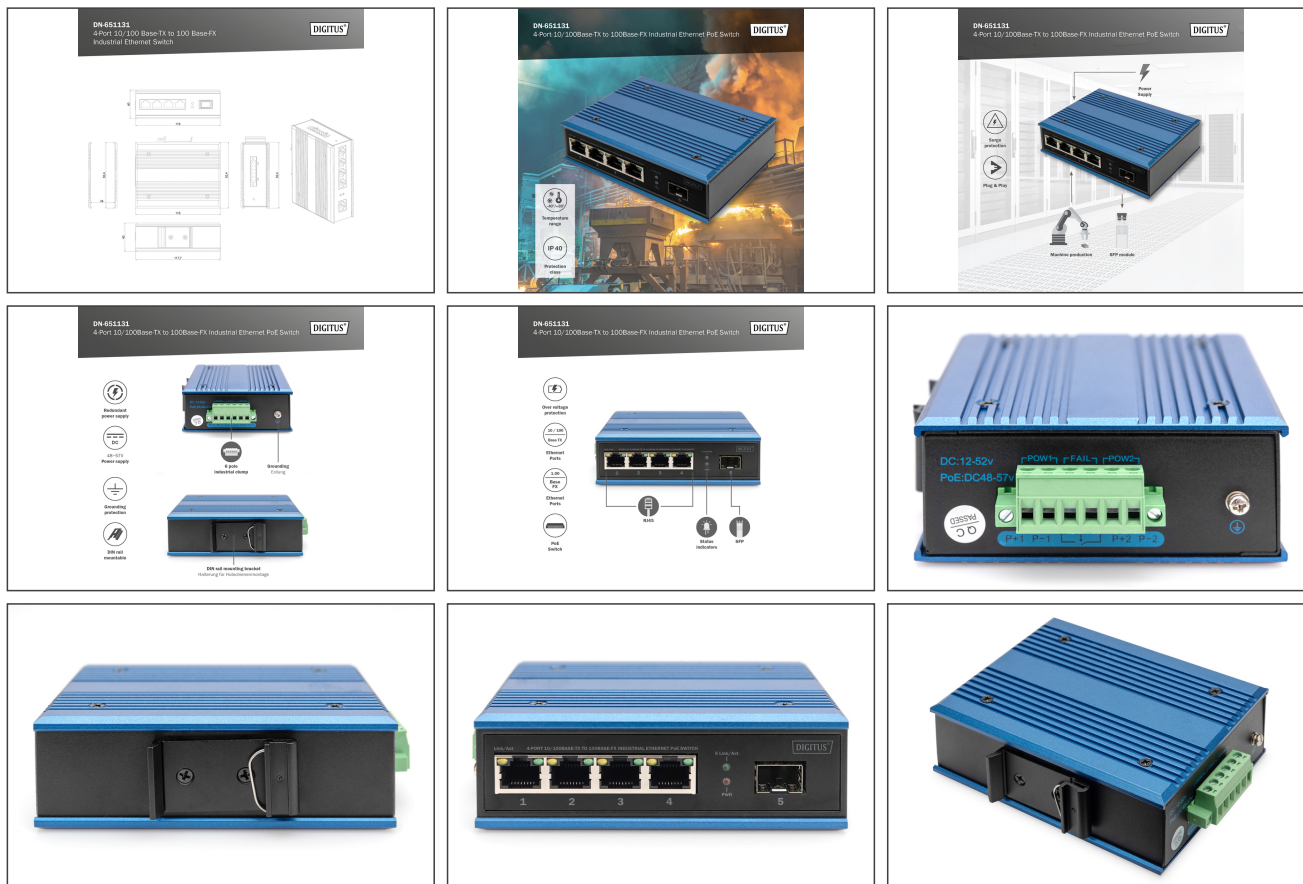 DN-651131
4-Port 10/100 Base-TX to 100 Base-FX
Industrial Ethernet Switch
DIGITUS®
DN-651131
4-Port 10/100Base-TX to 100Base-FX Industrial Ethernet PoE Switch
DIGITUS®
Temperature
range
IP 40
Protection
class
DN-651131
4-Port 10/100Base-TX to 100Base-FX Industrial Ethernet PoE Switch
DIGITUS®
Power
Supply
Surge
protection
Plug & Play
Machine production
SFP module
DN-651131
4-Port 10/100Base-TX to 100Base-FX Industrial Ethernet PoE Switch
DIGITUS®
Redundant
power supply
DC
48–57V
Power supply
Grounding
protection
DIN rail
mountable
6 pole
industrial clamp
Grounding
Erdung
DIN rail mounting bracket
Halterung für Hutschienenmontage
DN-651131
4-Port 10/100Base-TX to 100Base-FX Industrial Ethernet PoE Switch
DIGITUS®
Over voltage
protection
10 / 100
Base TX
Ethernet
Ports
1.00
Base
FX
Ethernet
Ports
PoE
Switch
RJ45
Status
indicators
SFP
DC:12-52v
PoE:DC48-57v
POW1 FAIL POW2
QC
PASSED
P+1 P-1 P+2 P-2
Link/Act 4-PORT 10/100BASE-TX TO 100BASE-FX INDUSTRIAL ETHERNET PoE SWITCH
5 Link/Act
DIGITUS
PWR
1 2 3 4 5